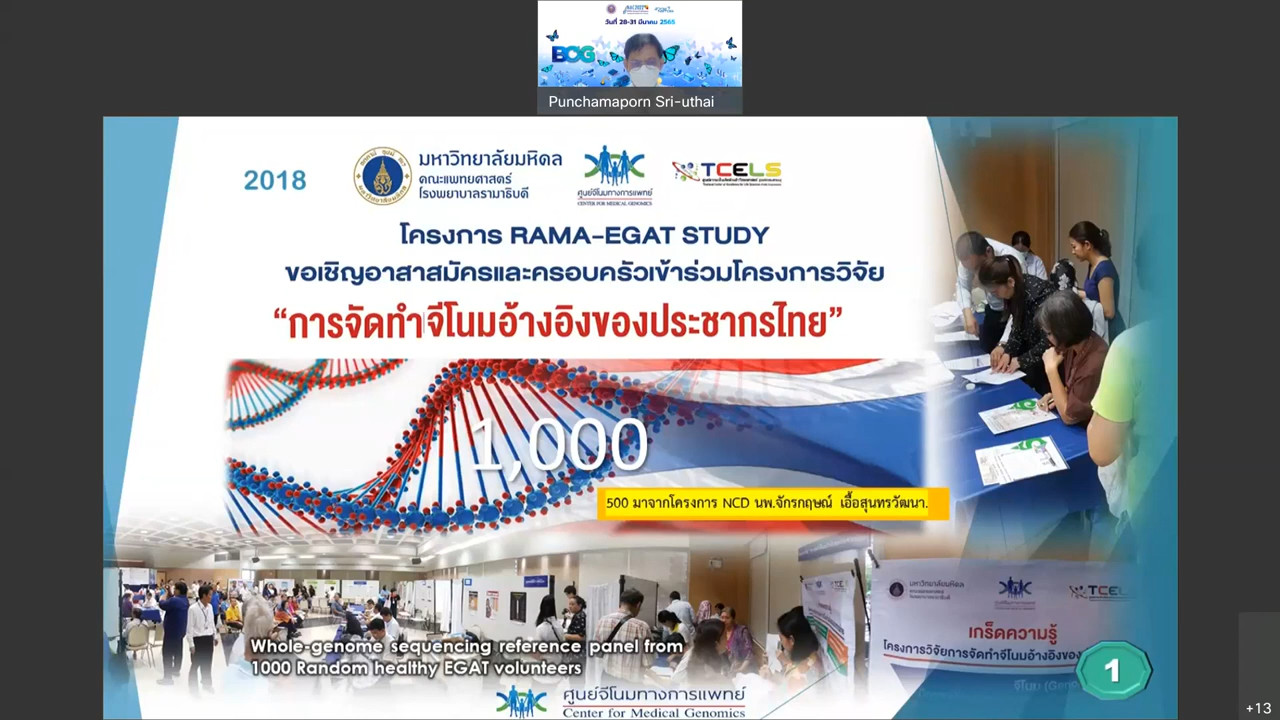 วันที่ 28-31 มีนาคม 2565
BCG
Punchamaporn Sri-uthai
2018
มหาวิทยาลัยมหิดล
คณะแพทยศาสตร์
โรงพยาบาลรามาธิบดี
ศูนย์จีโนมทางการแพทย์
CENTER FOR MEDICAL GENOMICS
TCELS
โครงการ RAMA-EGAT STUDY
ขอเชิญอาสาสมัครและครอบครัวเข้าร่วมโครงการวิจัย
“การจัดทำจีโนมอ้างอิงของประชากรไทย”
1,000
500 มาจากโครงการ NCD นพ.จักรกฤษณ์ เอื้อสุนทรวัฒนา.
มหาวิทยาลัยมหิดล
TCELS
เกร็ดความรู้
โครงการวิจัยการจัดทำจีโนมอ้างอิงของ
จีโนม
Whole-genome sequencing reference panel from
1000 Random healthy EGAT volunteers
1
ศูนย์จีโนมทางการแพทย์
Center for Medical Genomics
+13